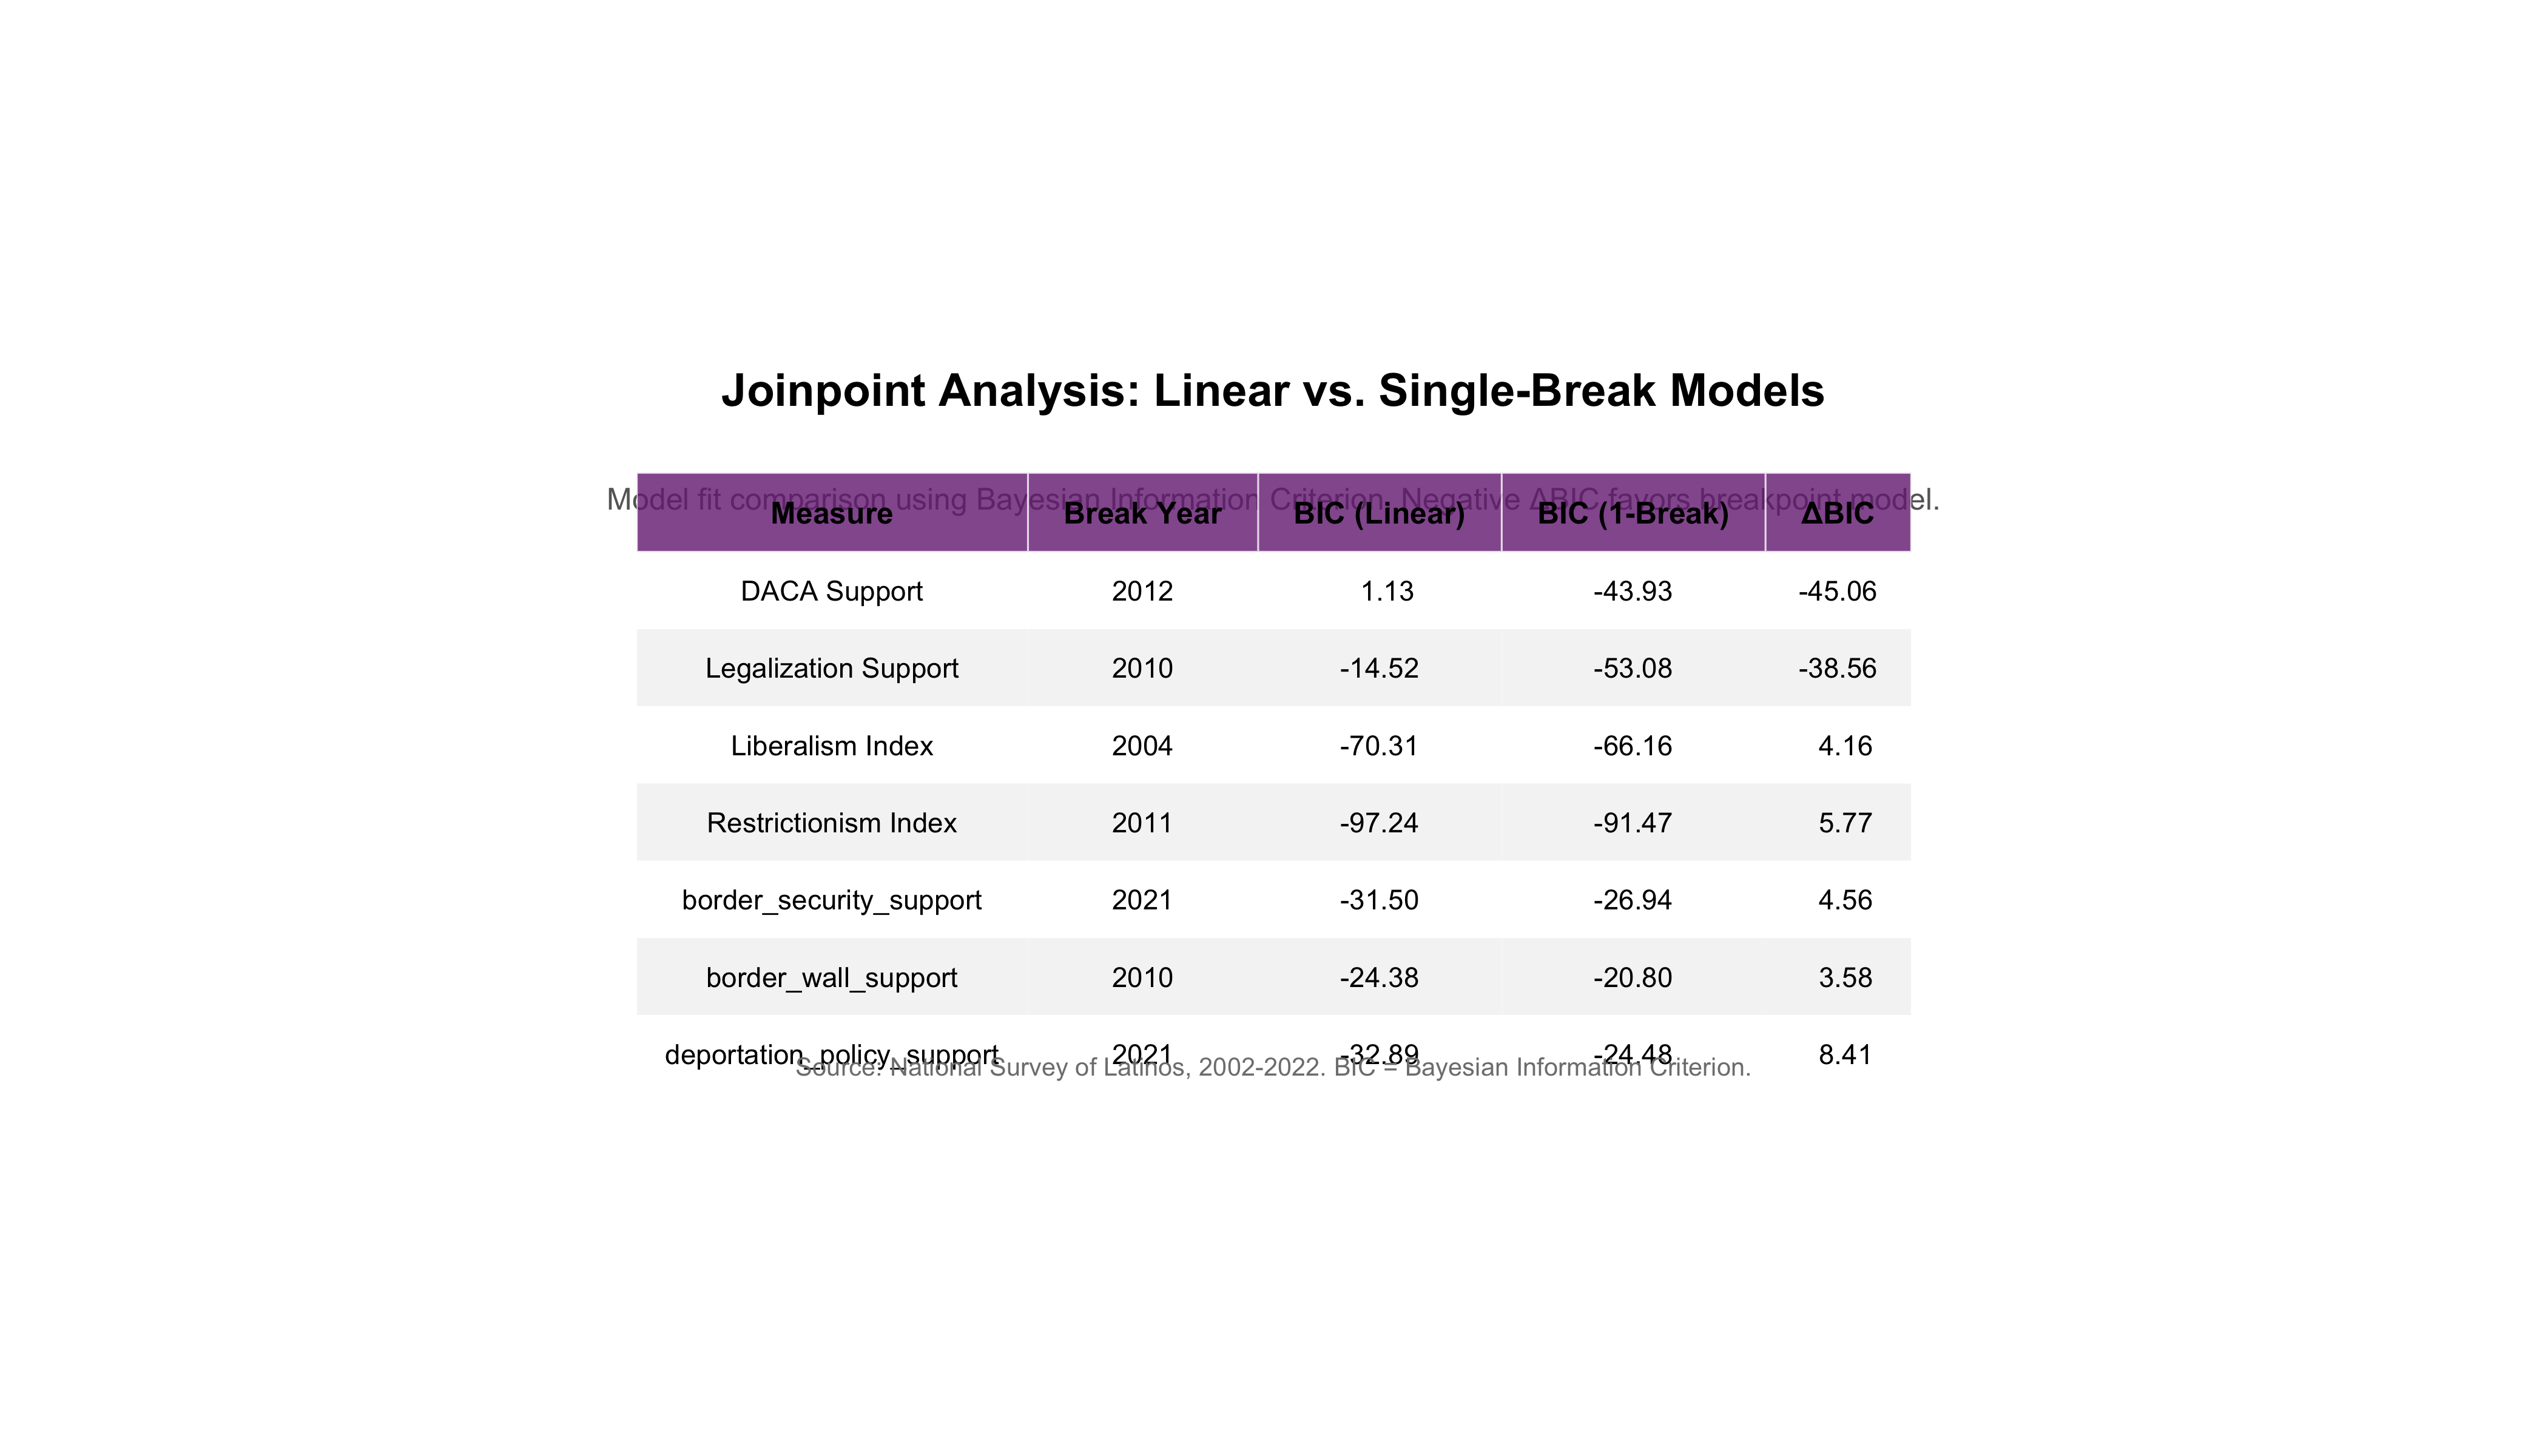 Joinpoint Analysis: Linear vs. Single-Break Models
Model fit comparison using Bayesian Information Criterion. Negative ΔBIC favors breakpoint model.
Measure Break Year BIC (Linear) BIC (1-Break) ΔBIC
DACA Support 2012 1.13 -43.93 -45.06
Legalization Support 2010 -14.52 -53.08 -38.56
Liberalism Index 2004 -70.31 -66.16 4.16
Restrictionism Index 2011 -97.24 -91.47 5.77
border_security_support 2021 -31.50 -26.94 4.56
border_wall_support 2010 -24.38 -20.80 3.58
deportation_policy_support 2021 -32.89 -24.48 8.41
Source: National Survey of Latinos, 2002-2022. BIC = Bayesian Information Criterion.